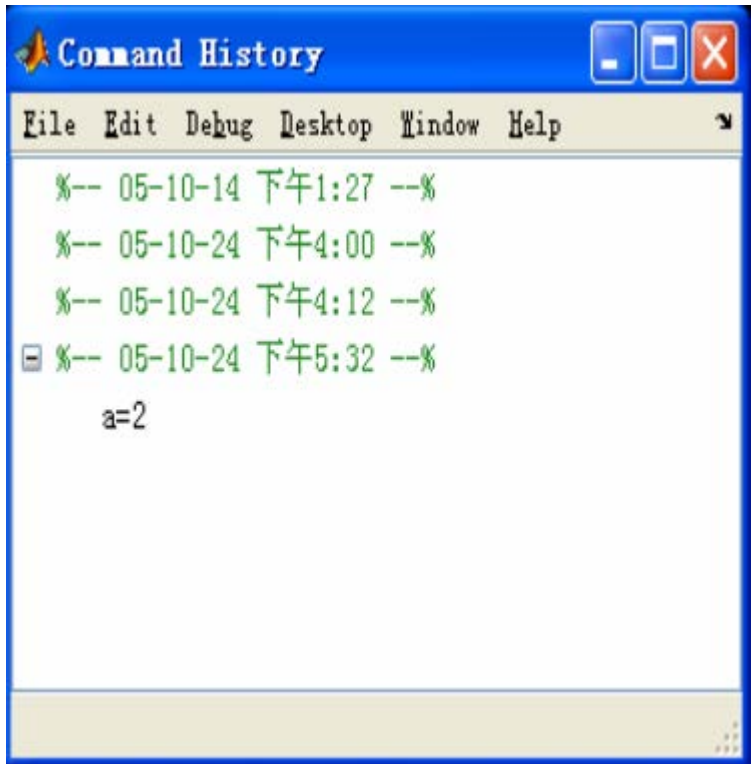 Command History
File Edit Debug Desktop Window Help
%-- 05-10-14 下午1:27 --%
%-- 05-10-24 下午4:00 --%
%-- 05-10-24 下午4:12 --%
%-- 05-10-24 下午5:32 --%
a=2